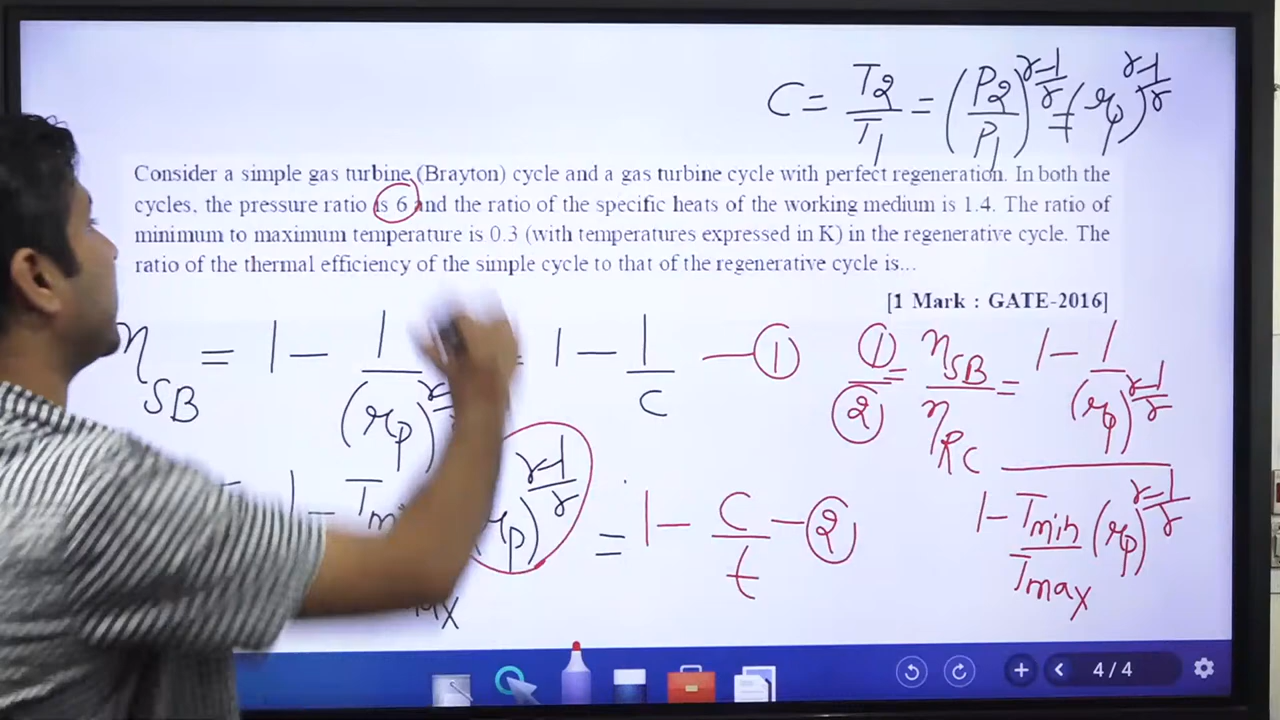 C = T2/T1 = (P2/P1)^γ-1/γ = (rp)^γ-1/γ
Consider a simple gas turbine (Brayton) cycle and a gas turbine cycle with perfect regeneration. In both the
cycles, the pressure ratio is 6 and the ratio of the specific heats of the working medium is 1.4. The ratio of
minimum to maximum temperature is 0.3 (with temperatures expressed in K) in the regenerative cycle. The
ratio of the thermal efficiency of the simple cycle to that of the regenerative cycle is...
[1 Mark : GATE-2016]
η SB = 1 - 1/(rp)^γ = 1 - 1/C — ①
①/② = ηSB/ηRC = 1 - 1/(rp)^γ-1/γ
1 - Tm (rp)^γ-1/γ = 1 - C/t — ②
1 - Tmin/Tmax (rp)^γ-1/γ
4 / 4